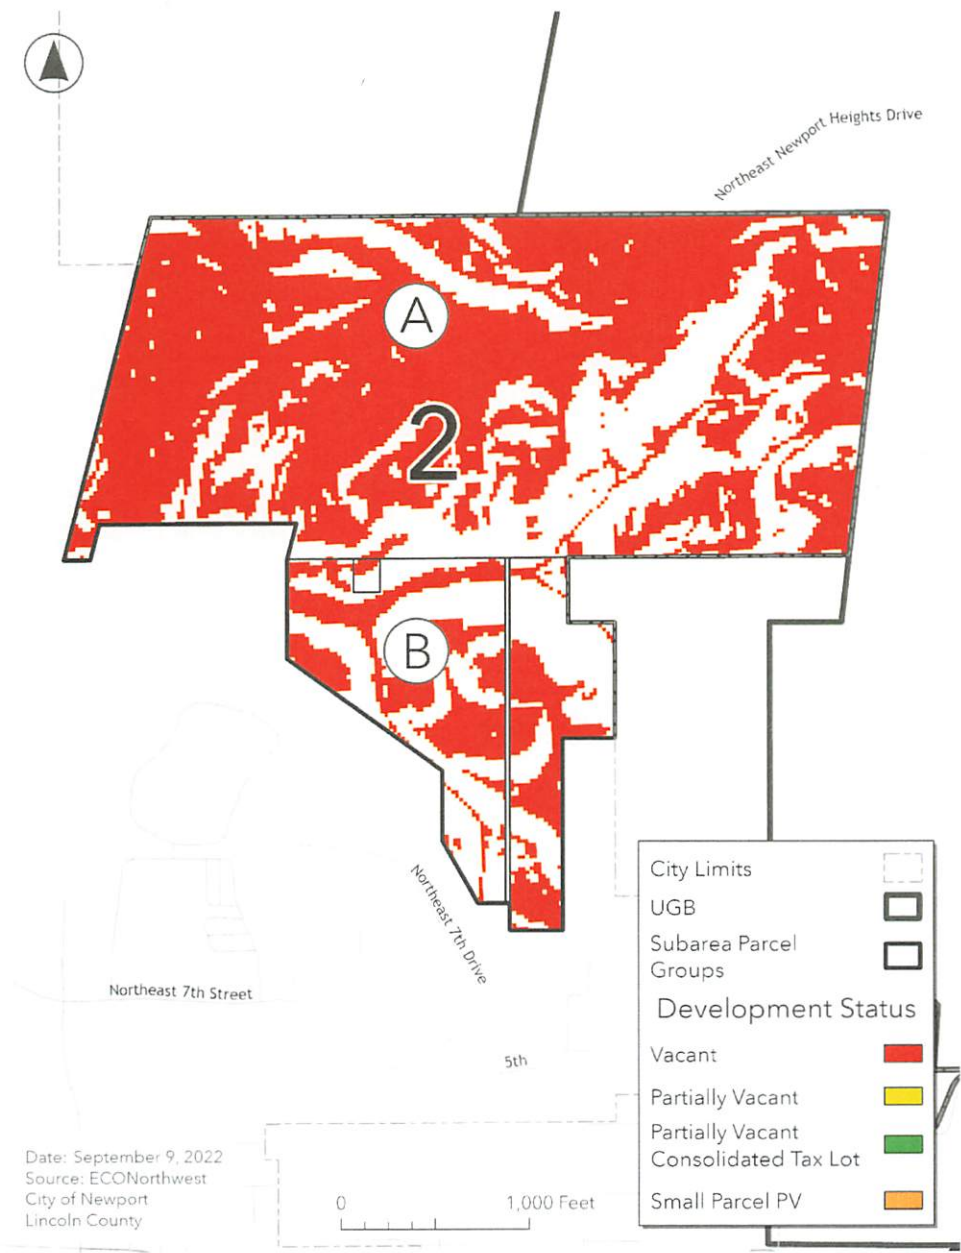 Northeast Newport Heights Drive
A
2
B
Northeast 7th Drive
Northeast 7th Street
5th
City Limits
UGB
Subarea Parcel
Groups
Development Status
Vacant
Partially Vacant
Partially Vacant
Consolidated Tax Lot
Small Parcel PV
Date: September 9, 2022
Source: ECONorthwest
City of Newport
Lincoln County
0 1,000 Feet